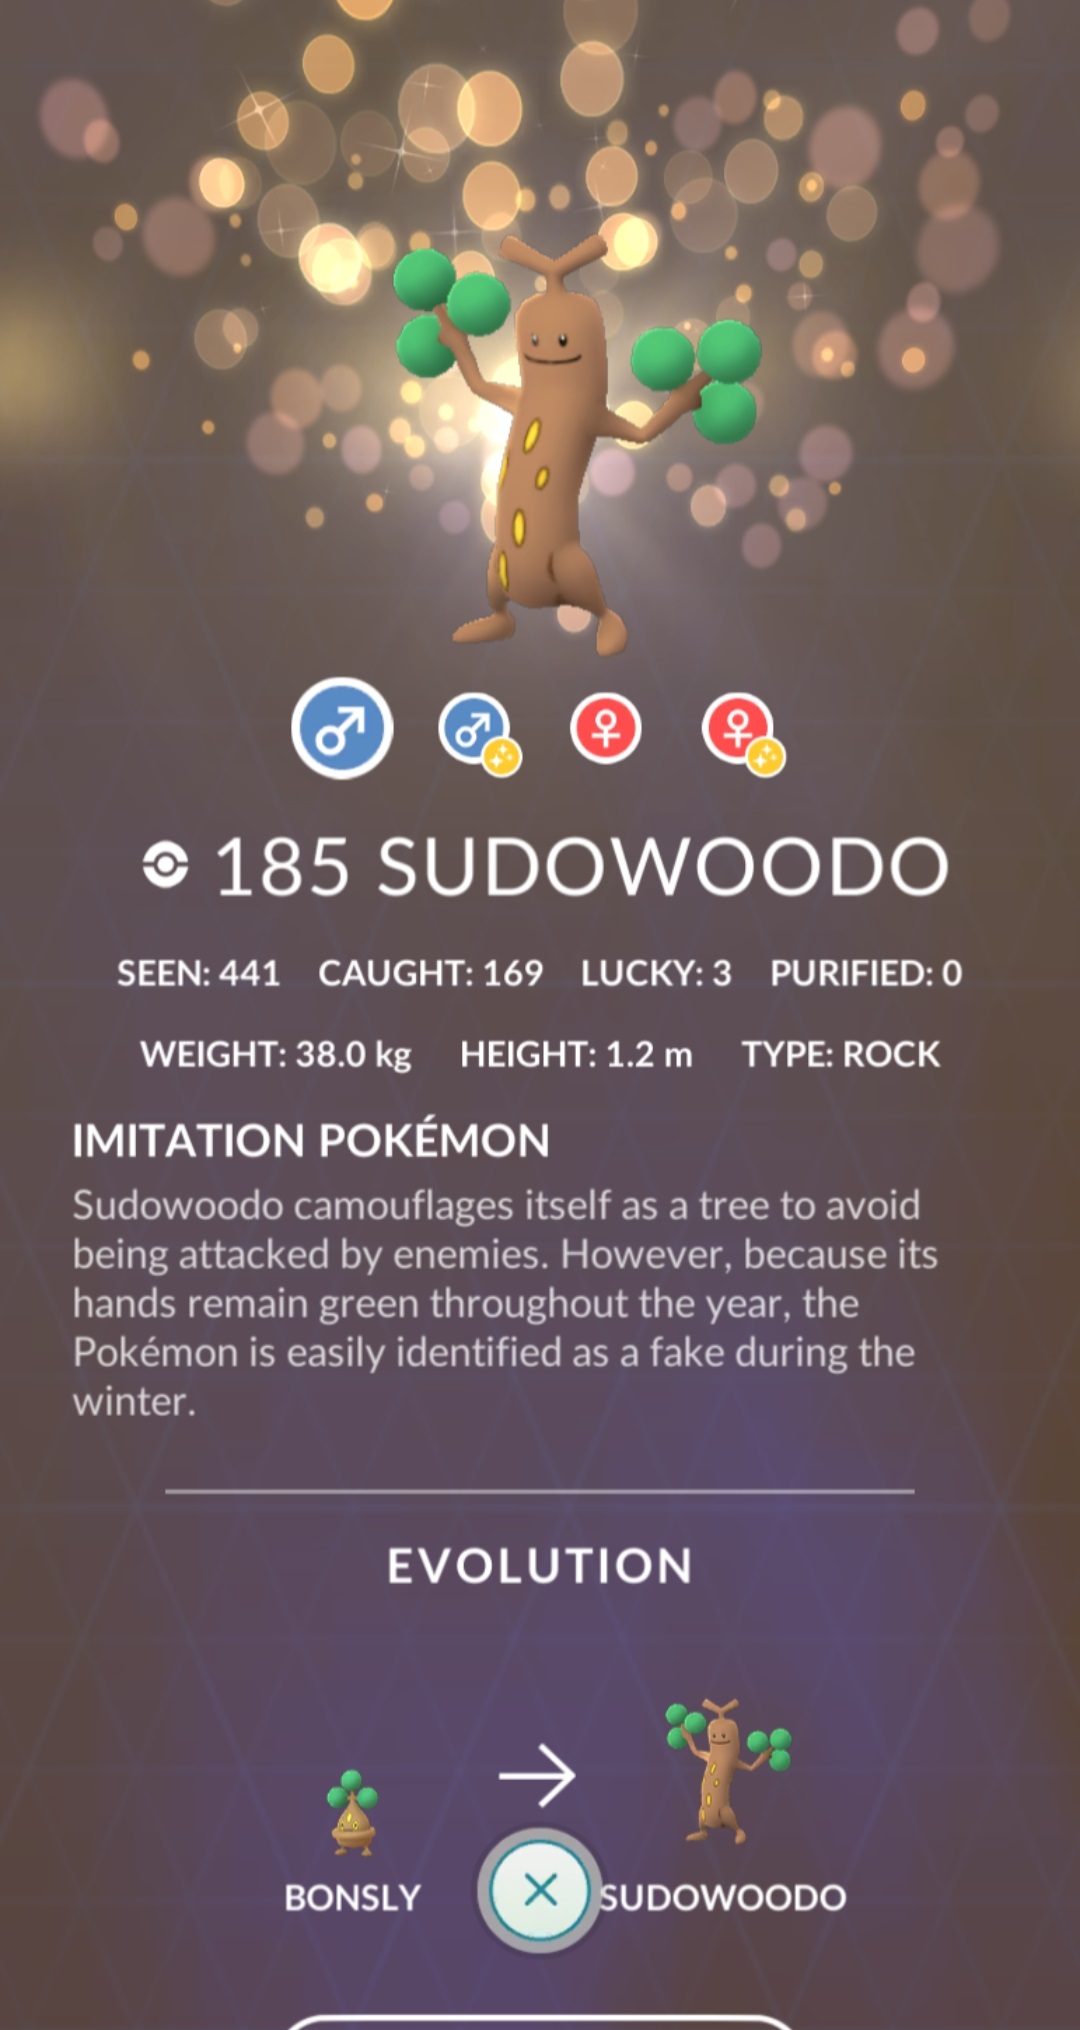 185 SUDOWOODO
SEEN: 441 CAUGHT: 169 LUCKY: 3 PURIFIED: 0
WEIGHT: 38.0 kg HEIGHT: 1.2 m TYPE: ROCK
IMITATION POKÉMON
Sudowoodo camouflages itself as a tree to avoid
being attacked by enemies. However, because its
hands remain green throughout the year, the
Pokémon is easily identified as a fake during the
winter.
EVOLUTION
BONSLY SUDOWOODO